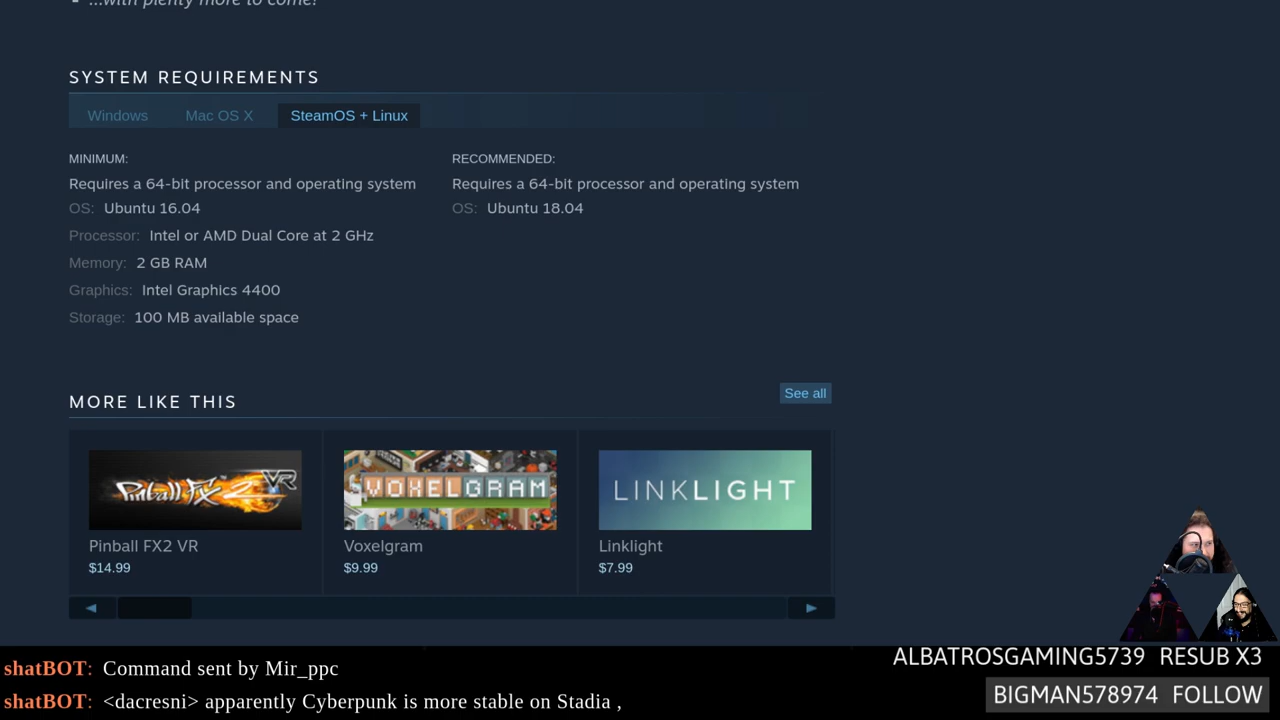 - ...with plenty more to come!
SYSTEM REQUIREMENTS
Windows Mac OS X SteamOS + Linux
MINIMUM:
Requires a 64-bit processor and operating system
OS: Ubuntu 16.04
Processor: Intel or AMD Dual Core at 2 GHz
Memory: 2 GB RAM
Graphics: Intel Graphics 4400
Storage: 100 MB available space
RECOMMENDED:
Requires a 64-bit processor and operating system
OS: Ubuntu 18.04
MORE LIKE THIS
See all
Pinball FX2 VR
Pinball FX2 VR
$14.99
VOXELGRAM
Voxelgram
$9.99
LINKLIGHT
Linklight
$7.99
shatBOT: Command sent by Mir_ppc
shatBOT: <dacresni> apparently Cyberpunk is more stable on Stadia ,
ALBATROSGAMING5739 RESUB X3
BIGMAN578974 FOLLOW